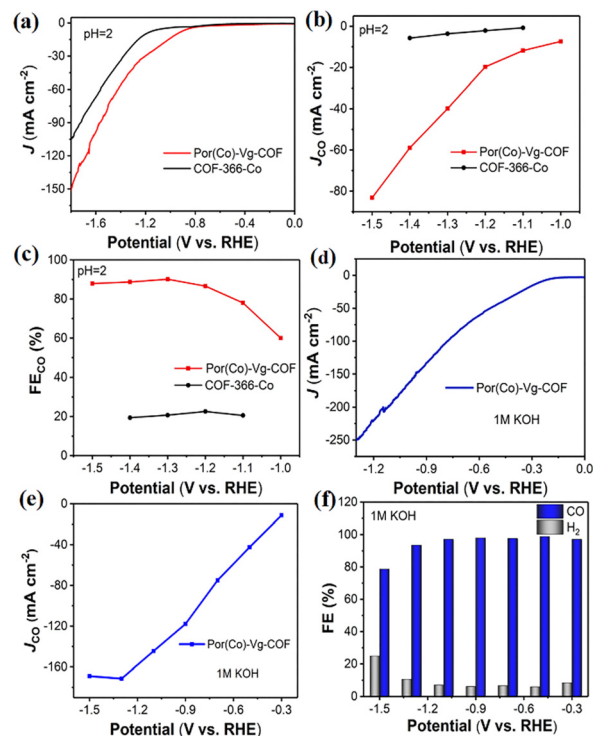 (a)
pH=2
J (mA cm⁻²)
0
-30
-60
-90
-120
-150
Por(Co)-Vg-COF
COF-366-Co
-1.6
-1.2
-0.8
-0.4
0.0
Potential (V vs. RHE)
(b)
pH=2
J_CO (mA cm⁻²)
0
-20
-40
-60
-80
Por(Co)-Vg-COF
COF-366-Co
-1.5
-1.4
-1.3
-1.2
-1.1
-1.0
Potential (V vs. RHE)
(c)
pH=2
FE_CO (%)
100
80
60
40
20
0
Por(Co)-Vg-COF
COF-366-Co
-1.5
-1.4
-1.3
-1.2
-1.1
-1.0
Potential (V vs. RHE)
(d)
J (mA cm⁻²)
0
-50
-100
-150
-200
-250
Por(Co)-Vg-COF
1M KOH
-1.2
-0.9
-0.6
-0.3
0.0
Potential (V vs. RHE)
(e)
J_CO (mA cm⁻²)
0
-40
-80
-120
-160
Por(Co)-Vg-COF
1M KOH
-1.5
-1.2
-0.9
-0.6
-0.3
Potential (V vs. RHE)
(f)
1M KOH
CO
H₂
FE (%)
120
100
80
60
40
20
0
-1.5
-1.2
-0.9
-0.6
-0.3
Potential (V vs. RHE)